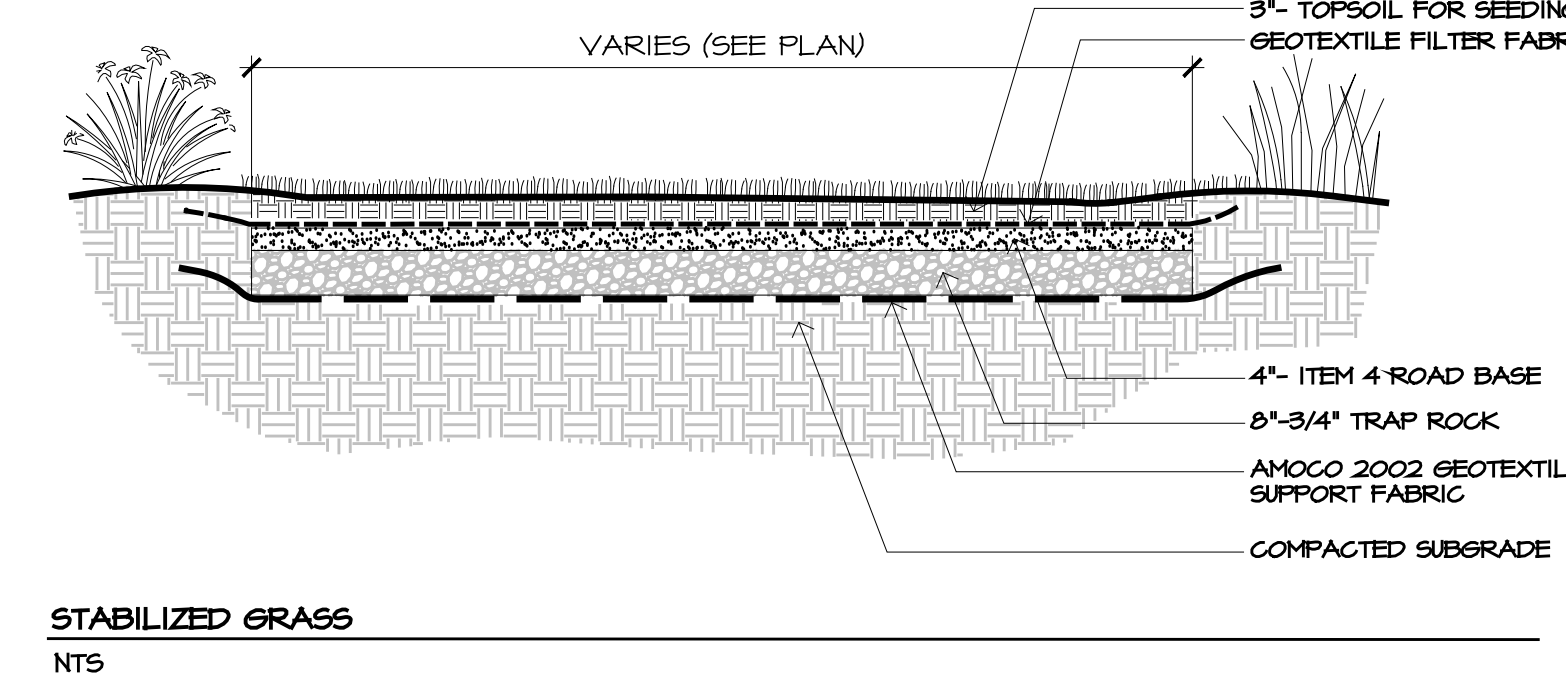 3"- TOPSOIL FOR SEEDING
VARIES (SEE PLAN)
GEOTEXTILE FILTER FABR
4"- ITEM 4 ROAD BASE
8"-3/4" TRAP ROCK
AMOCO 2002 GEOTEXTIL
SUPPORT FABRIC
COMPACTED SUBGRADE
STABILIZED GRASS
NTS